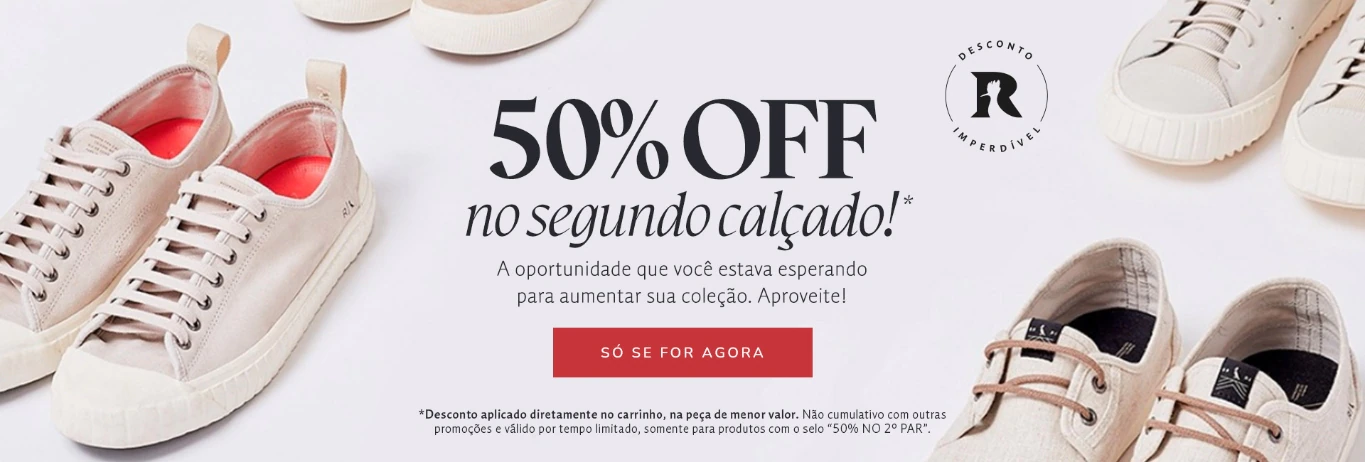 DESCONTO
R
IMPERDÍVEL
50% OFF
no segundo calçado!*
A oportunidade que você estava esperando
para aumentar sua coleção. Aproveite!
SÓ SE FOR AGORA
*Desconto aplicado diretamente no carrinho, na peça de menor valor. Não cumulativo com outras
promoções e válido por tempo limitado, somente para produtos com o selo “50% NO 2º PAR”.